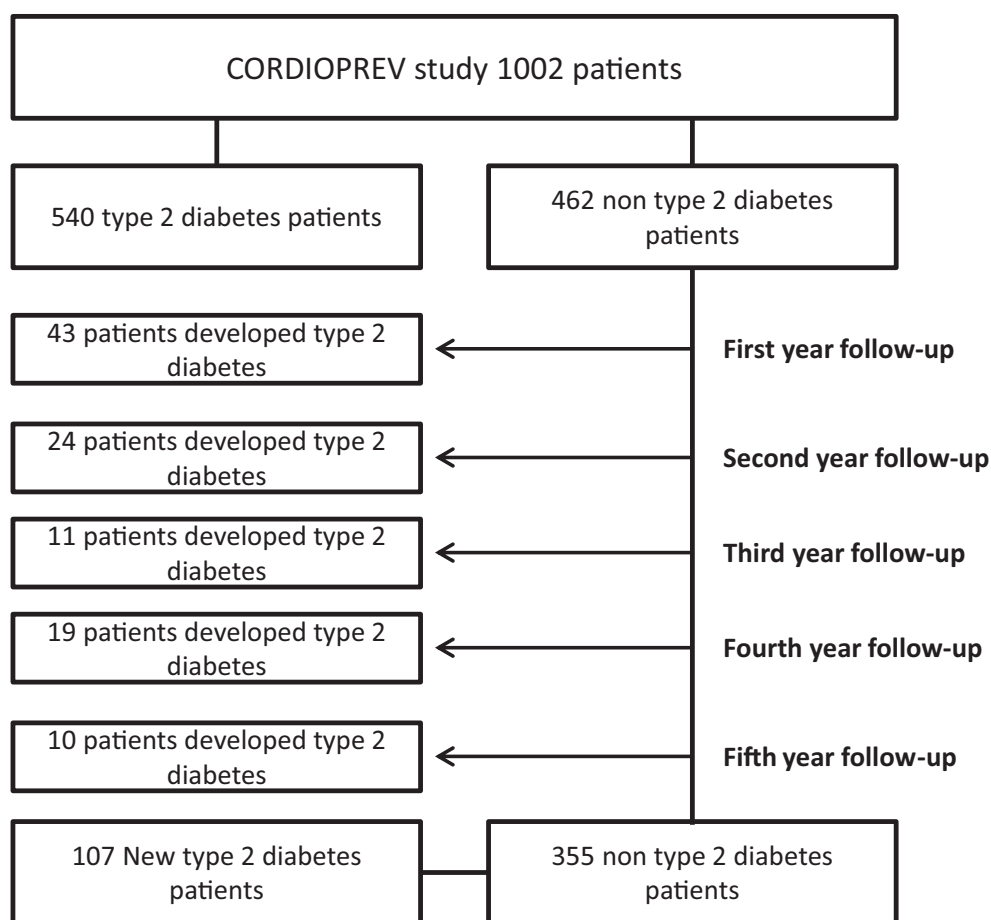 CORDIOPREV study 1002 patients
540 type 2 diabetes patients
462 non type 2 diabetes
patients
43 patients developed type 2
diabetes
First year follow-up
24 patients developed type 2
diabetes
Second year follow-up
11 patients developed type 2
diabetes
Third year follow-up
19 patients developed type 2
diabetes
Fourth year follow-up
10 patients developed type 2
diabetes
Fifth year follow-up
107 New type 2 diabetes
patients
355 non type 2 diabetes
patients